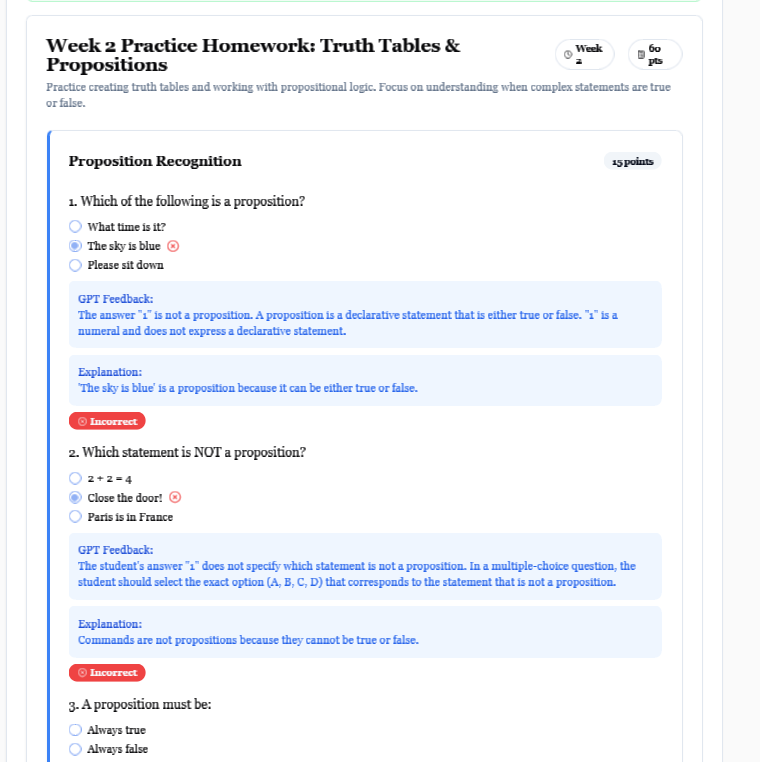 Week 2 Practice Homework: Truth Tables &
Propositions
Week
2
60
pts
Practice creating truth tables and working with propositional logic. Focus on understanding when complex statements are true
or false.
Proposition Recognition
15 points
1. Which of the following is a proposition?
What time is it?
The sky is blue
Please sit down
GPT Feedback:
The answer "1" is not a proposition. A proposition is a declarative statement that is either true or false. "1" is a
numeral and does not express a declarative statement.
Explanation:
'The sky is blue' is a proposition because it can be either true or false.
Incorrect
2. Which statement is NOT a proposition?
2 + 2 = 4
Close the door!
Paris is in France
GPT Feedback:
The student's answer "1" does not specify which statement is not a proposition. In a multiple-choice question, the
student should select the exact option (A, B, C, D) that corresponds to the statement that is not a proposition.
Explanation:
Commands are not propositions because they cannot be true or false.
Incorrect
3. A proposition must be:
Always true
Always false